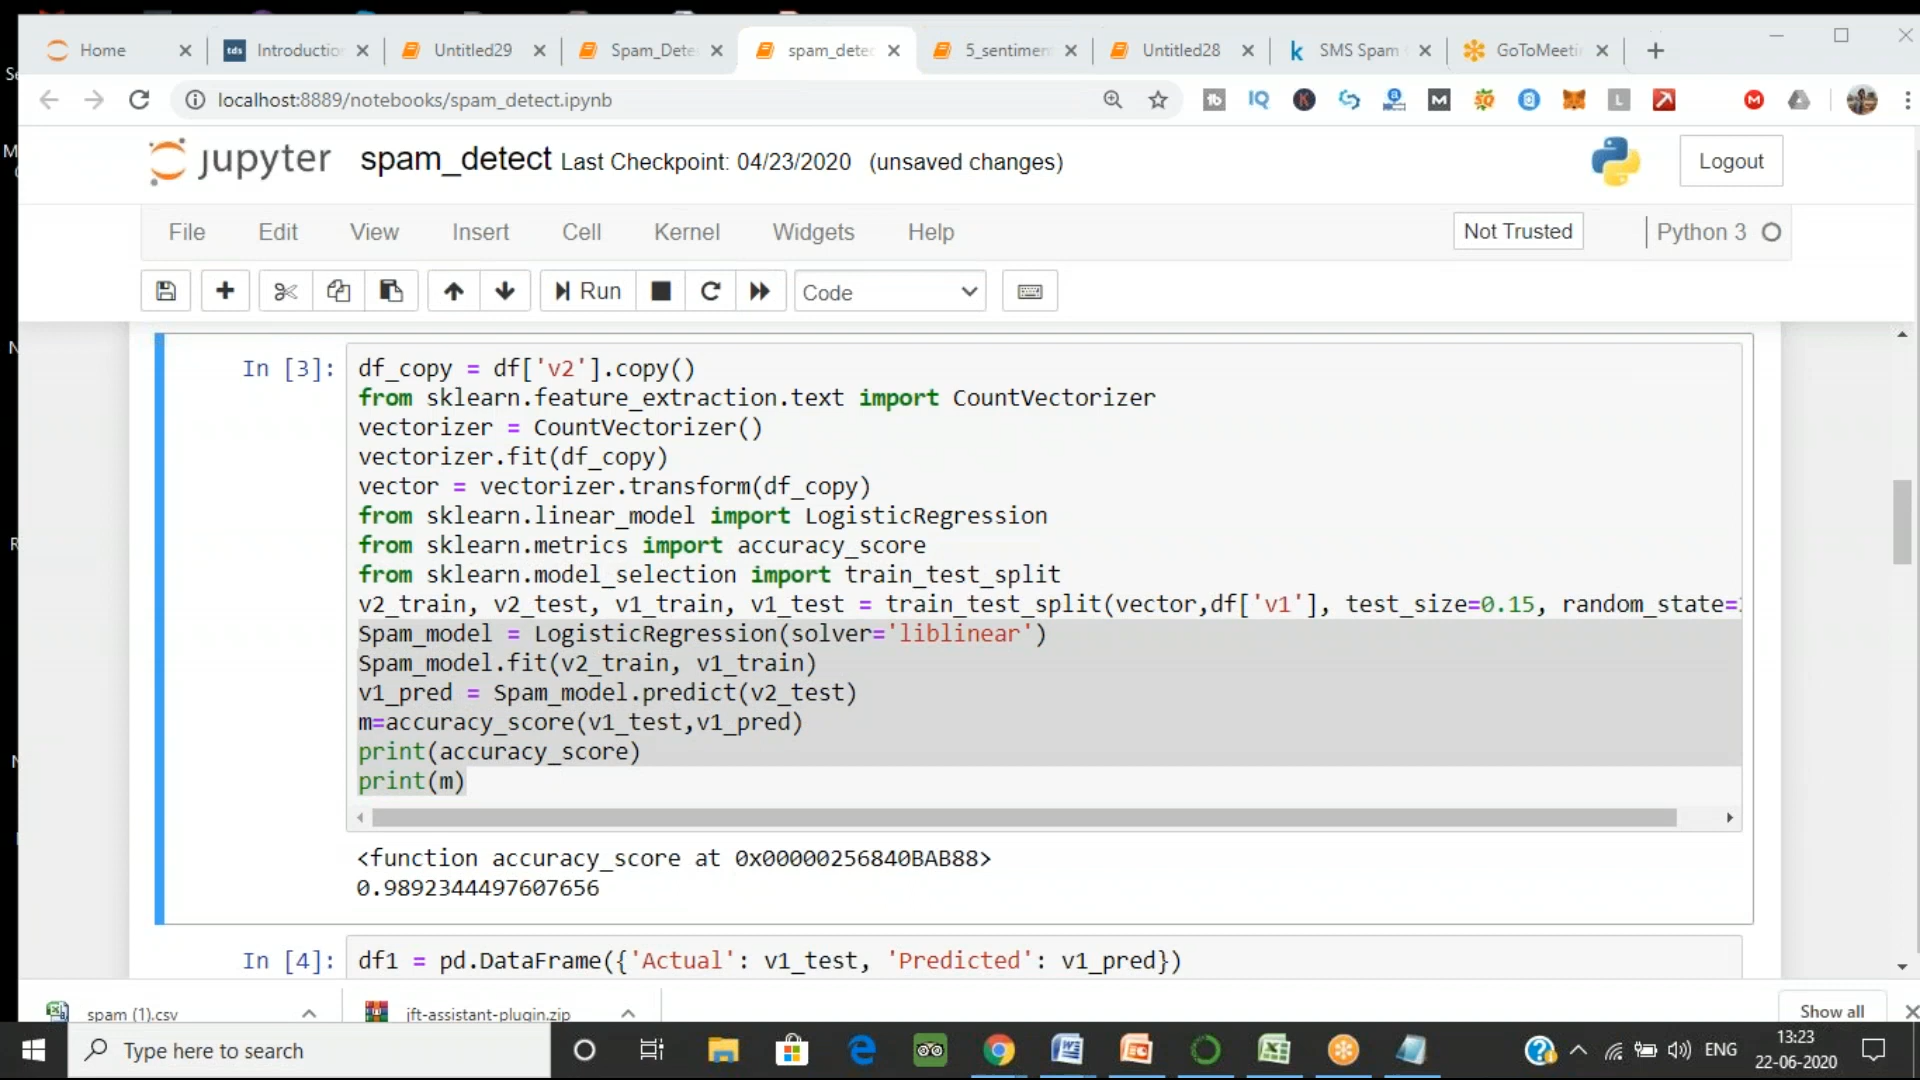 Home
tds Introductio
Untitled29
Spam_Dete
spam_detec
5_sentimen
Untitled28
k SMS Spam
GoToMeeti
localhost:8889/notebooks/spam_detect.ipynb
jupyter spam_detect Last Checkpoint: 04/23/2020 (unsaved changes)
Logout
File Edit View Insert Cell Kernel Widgets Help
Not Trusted
Python 3
Run
Code
In [3]:
df_copy = df['v2'].copy()
from sklearn.feature_extraction.text import CountVectorizer
vectorizer = CountVectorizer()
vectorizer.fit(df_copy)
vector = vectorizer.transform(df_copy)
from sklearn.linear_model import LogisticRegression
from sklearn.metrics import accuracy_score
from sklearn.model_selection import train_test_split
v2_train, v2_test, v1_train, v1_test = train_test_split(vector,df['v1'], test_size=0.15, random_state=
Spam_model = LogisticRegression(solver='liblinear')
Spam_model.fit(v2_train, v1_train)
v1_pred = Spam_model.predict(v2_test)
m=accuracy_score(v1_test,v1_pred)
print(accuracy_score)
print(m)
<function accuracy_score at 0x00000256840BAB88>
0.9892344497607656
In [4]:
df1 = pd.DataFrame({'Actual': v1_test, 'Predicted': v1_pred})
spam (1).csv
jft-assistant-plugin.zip
Show all
Type here to search
ENG
13:23
22-06-2020